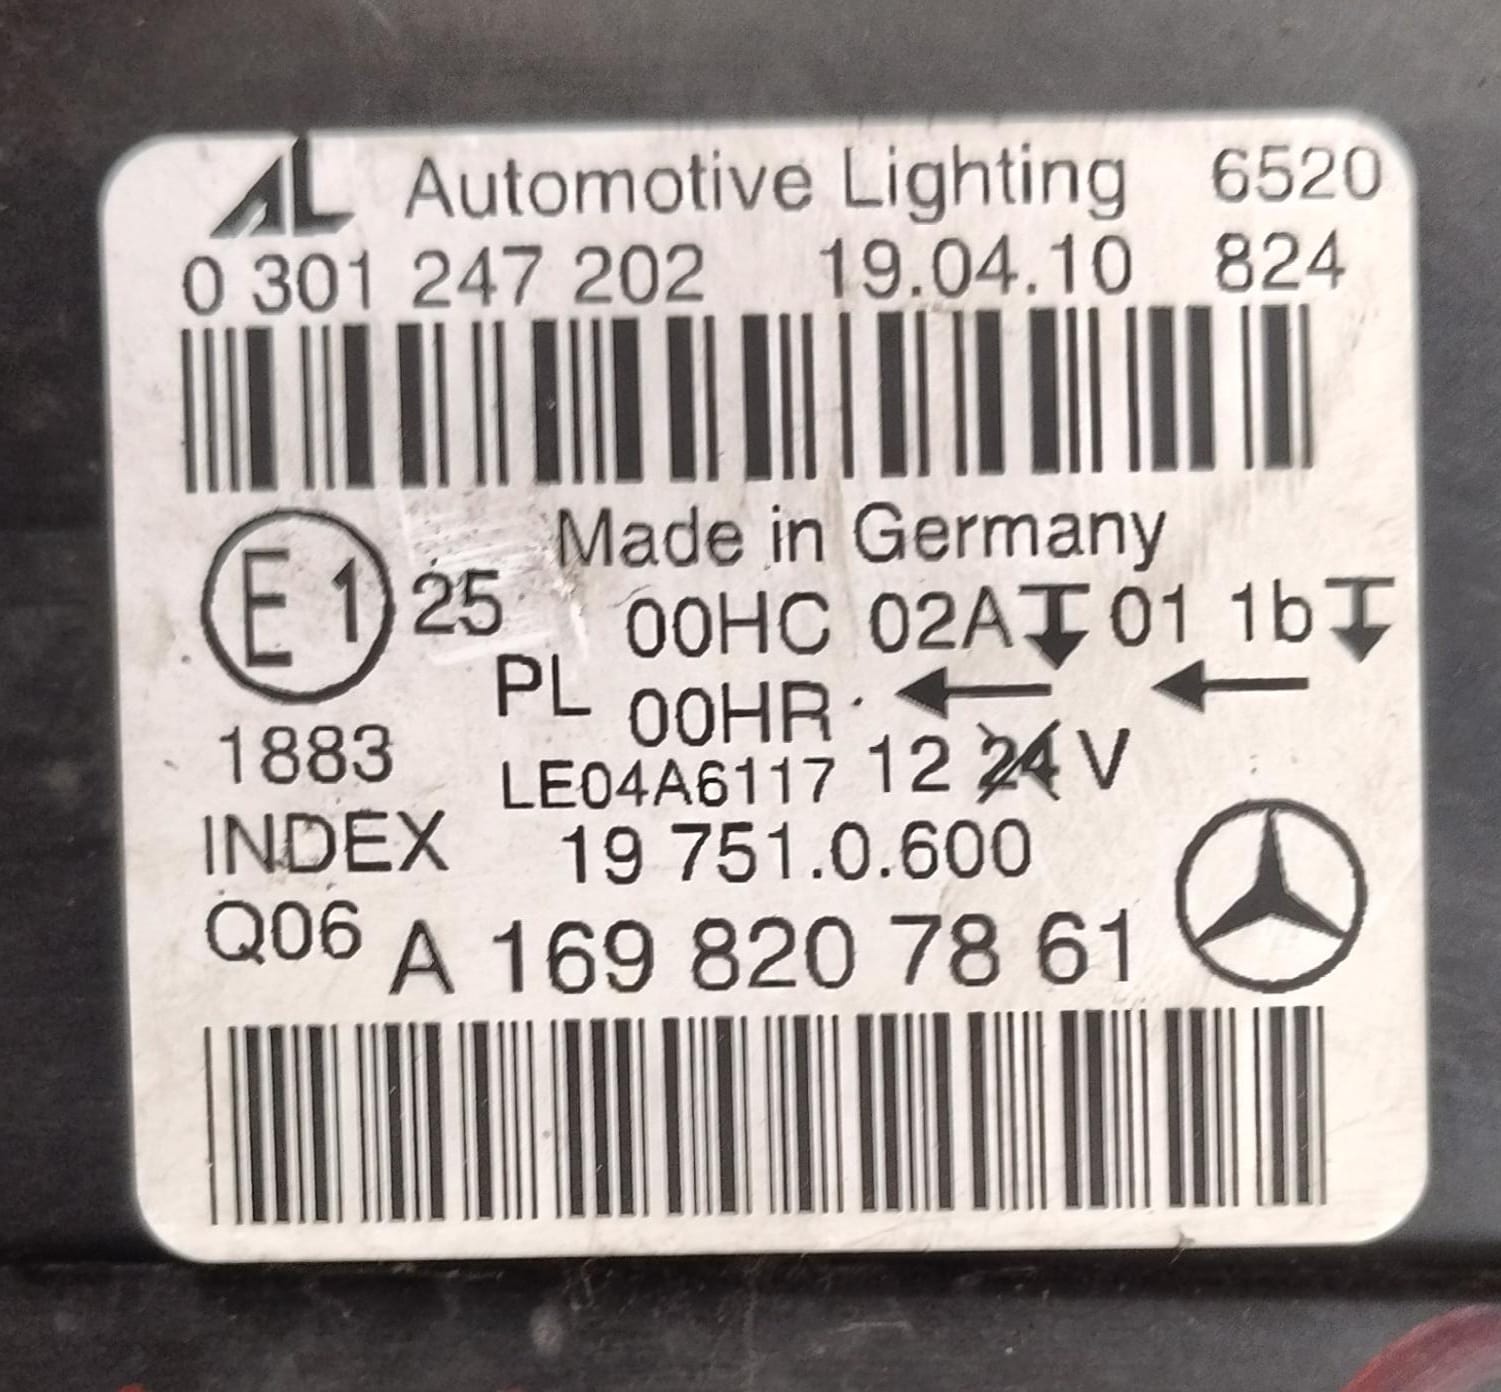 AL Automotive Lighting 6520
0 301 247 202 19.04.10 824
Made in Germany
E1 25 00HC 02A 01 1b
PL 00HR ← ←
1883 LE04A6117 12 24 V
INDEX 19 751.0.600
Q06 A 169 820 78 61